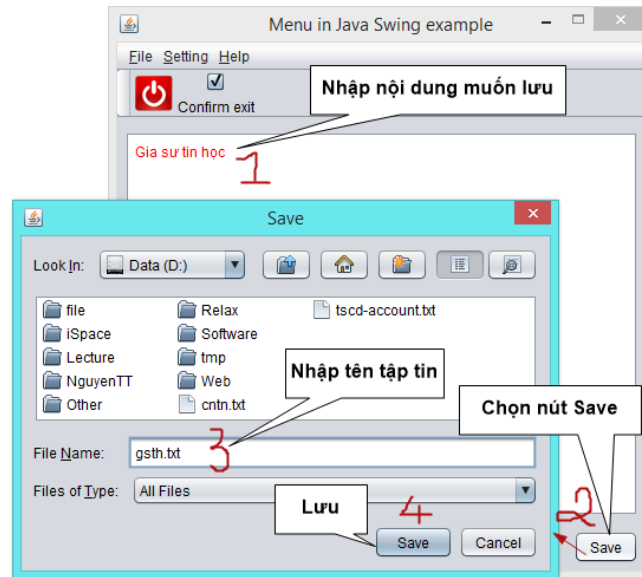 Menu in Java Swing example
File Setting Help
Confirm exit
Nhập nội dung muốn lưu
Gia sư tin học
1
Save
Look In: Data (D:)
file Relax tscd-account.txt
iSpace Software
Lecture tmp
NguyenTT Web
Other cntn.txt
Nhập tên tập tin
Chọn nút Save
3
File Name: gsth.txt
Files of Type: All Files
Lưu
4
2
Save Cancel
Save